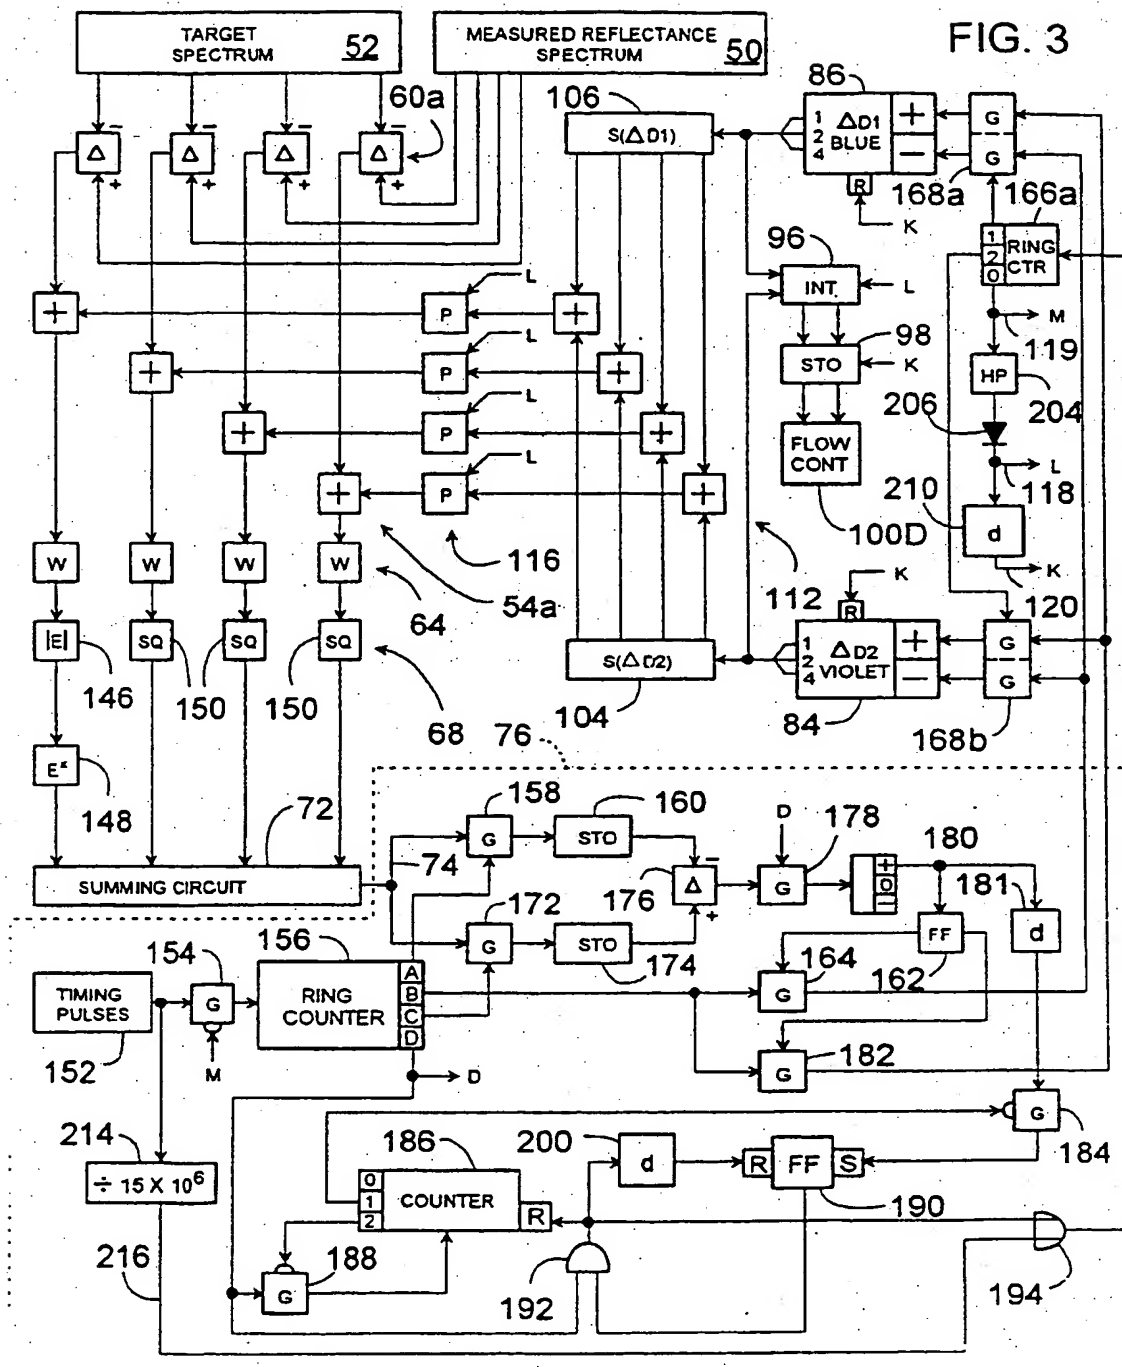 FIG. 3
TARGET
SPECTRUM 52
MEASURED REFLECTANCE
SPECTRUM 50
60a
106
86
− − − −
Δ Δ Δ Δ
+ + + +
S(ΔD1)
1
2
4
ΔD1
BLUE
+
−
G
G
R
K
168a
166a
1
2
0
RING
CTR
96
INT.
L
M
119
L L L L
P P P P
+ + + +
+ + + +
98
STO
K
HP
204
206
FLOW
CONT
100D
L
118
210
d
K
120
W W W W
64
116
54a
112
K
R
|E| SQ SQ SQ
146 150 150
68
S(ΔD2)
104
1
2
4
ΔD2
VIOLET
+
−
G
G
84
168b
76
E^x
148
72
SUMMING CIRCUIT
74
158
G
160
STO
172
G
STO
174
176
−
Δ
+
D
178
G
+
0
−
180
181
FF
162
d
164
G
182
G
TIMING
PULSES
152
154
G
M
156
RING
COUNTER
A
B
C
D
D
G
184
214
÷ 15 X 10⁶
216
186
0
1
2
COUNTER
R
188
G
200
d
R FF S
190
192
194